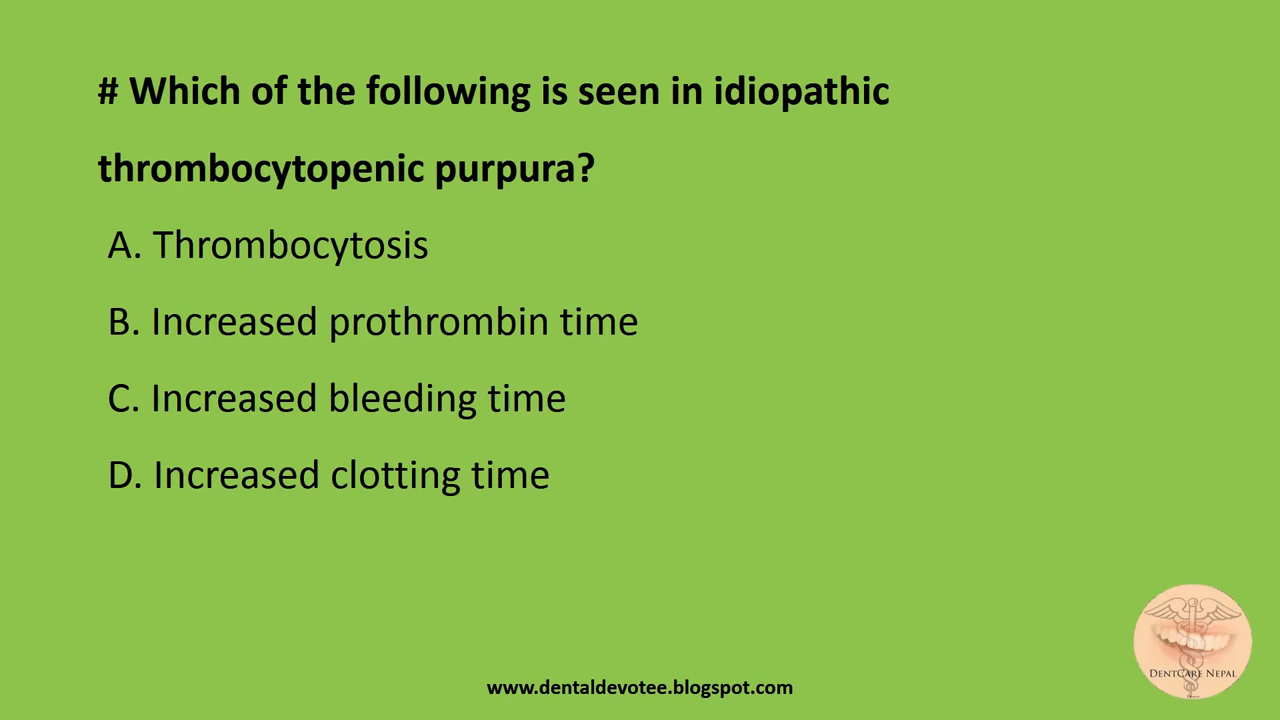 # Which of the following is seen in idiopathic
thrombocytopenic purpura?
A. Thrombocytosis
B. Increased prothrombin time
C. Increased bleeding time
D. Increased clotting time
DENTCARE NEPAL
www.dentaldevotee.blogspot.com